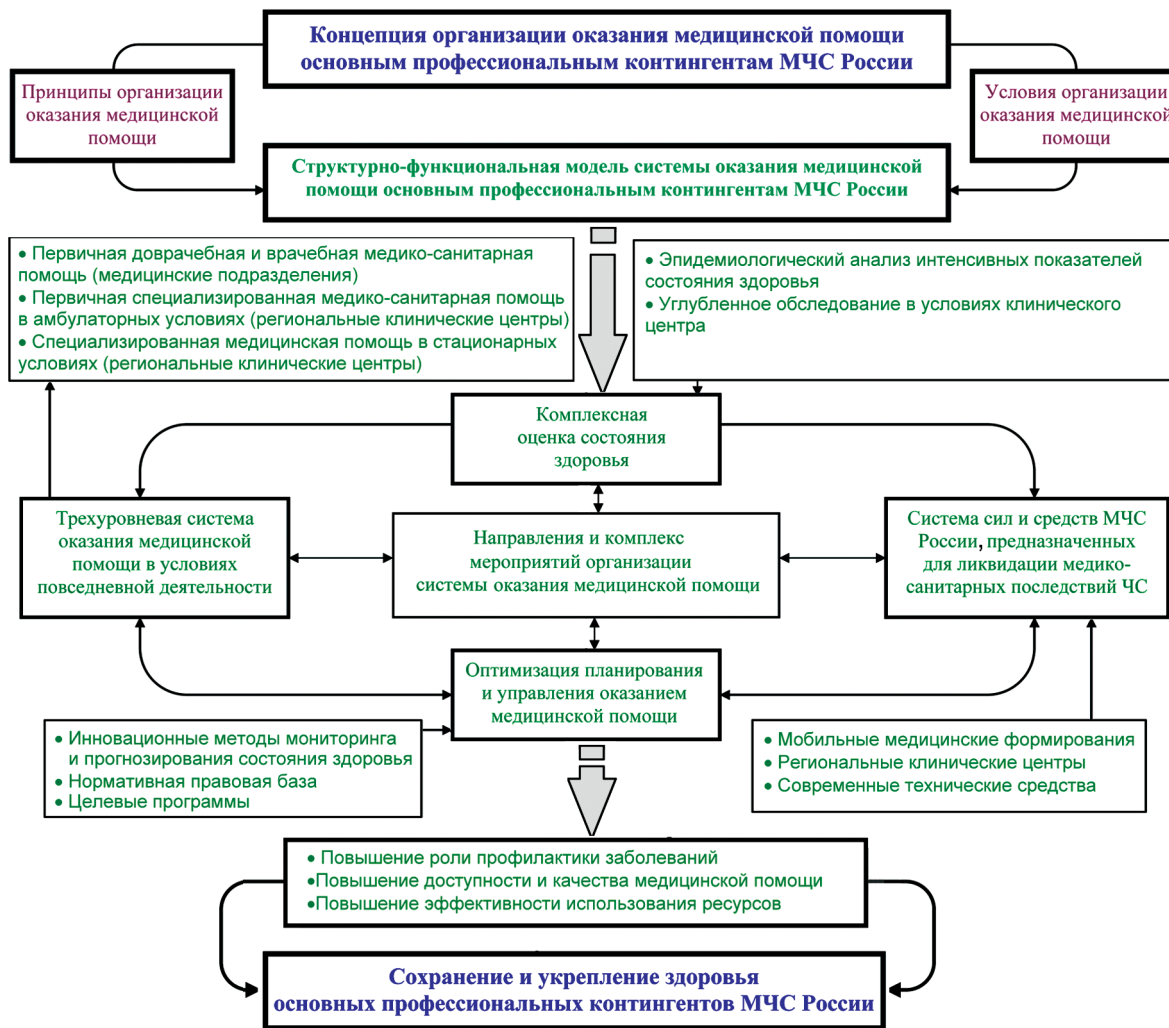 Концепция организации оказания медицинской помощи
основным профессиональным контингентам МЧС России
Принципы организации
оказания медицинской
помощи
Условия организации
оказания медицинской
помощи
Структурно-функциональная модель системы оказания медицинской
помощи основным профессиональным контингентам МЧС России
• Первичная доврачебная и врачебная медико-санитарная
помощь (медицинские подразделения)
• Первичная специализированная медико-санитарная помощь
в амбулаторных условиях (региональные клинические центры)
• Специализированная медицинская помощь в стационарных
условиях (региональные клинические центры)
• Эпидемиологический анализ интенсивных показателей
состояния здоровья
• Углубленное обследование в условиях клинического
центра
Комплексная
оценка состояния
здоровья
Трехуровневая система
оказания медицинской
помощи в условиях
повседневной деятельности
Направления и комплекс
мероприятий организации
системы оказания медицинской помощи
Система сил и средств МЧС
России, предназначенных
для ликвидации медико-
санитарных последствий ЧС
Оптимизация планирования
и управления оказанием
медицинской помощи
• Инновационные методы мониторинга
и прогнозирования состояния здоровья
• Нормативная правовая база
• Целевые программы
• Мобильные медицинские формирования
• Региональные клинические центры
• Современные технические средства
• Повышение роли профилактики заболеваний
•Повышение доступности и качества медицинской помощи
•Повышение эффективности использования ресурсов
Сохранение и укрепление здоровья
основных профессиональных контингентов МЧС России